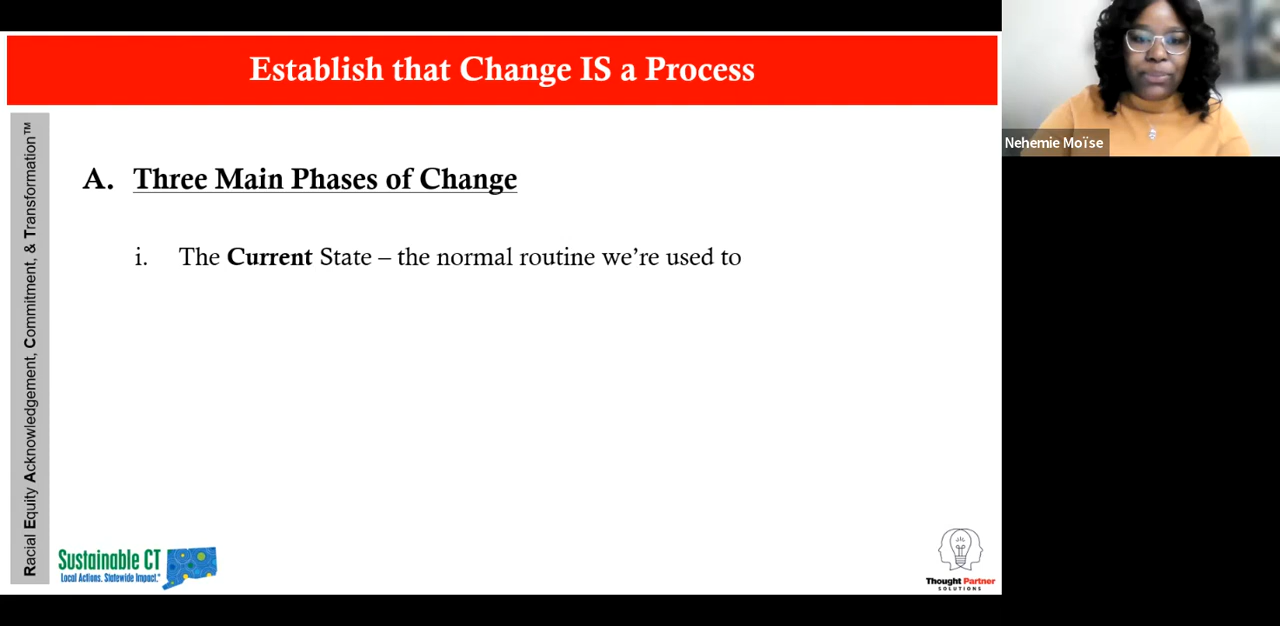 Establish that Change IS a Process
Nehemie Moïse
Racial Equity Acknowledgement, Commitment, & Transformation™
A. Three Main Phases of Change
i. The Current State – the normal routine we’re used to
Sustainable CT
Local Actions. Statewide Impact.®
Thought Partner
SOLUTIONS